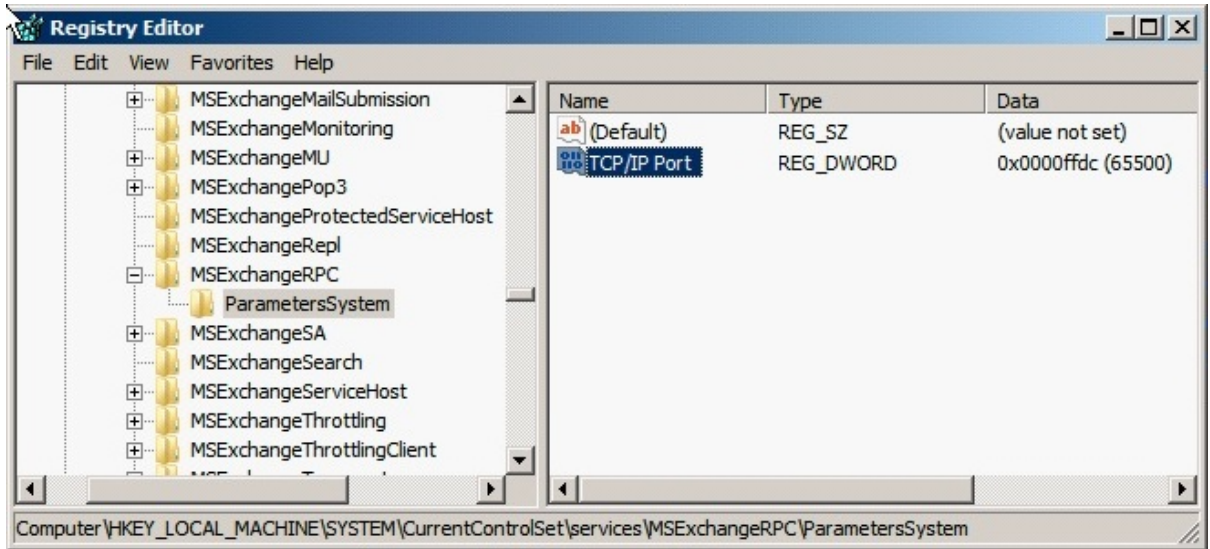 Registry Editor
File Edit View Favorites Help
MSExchangeMailSubmission
MSExchangeMonitoring
MSExchangeMU
MSExchangePop3
MSExchangeProtectedServiceHost
MSExchangeRepl
MSExchangeRPC
ParametersSystem
MSExchangeSA
MSExchangeSearch
MSExchangeServiceHost
MSExchangeThrottling
MSExchangeThrottlingClient
Name Type Data
(Default) REG_SZ (value not set)
TCP/IP Port REG_DWORD 0x0000ffdc (65500)
Computer\HKEY_LOCAL_MACHINE\SYSTEM\CurrentControlSet\services\MSExchangeRPC\ParametersSystem